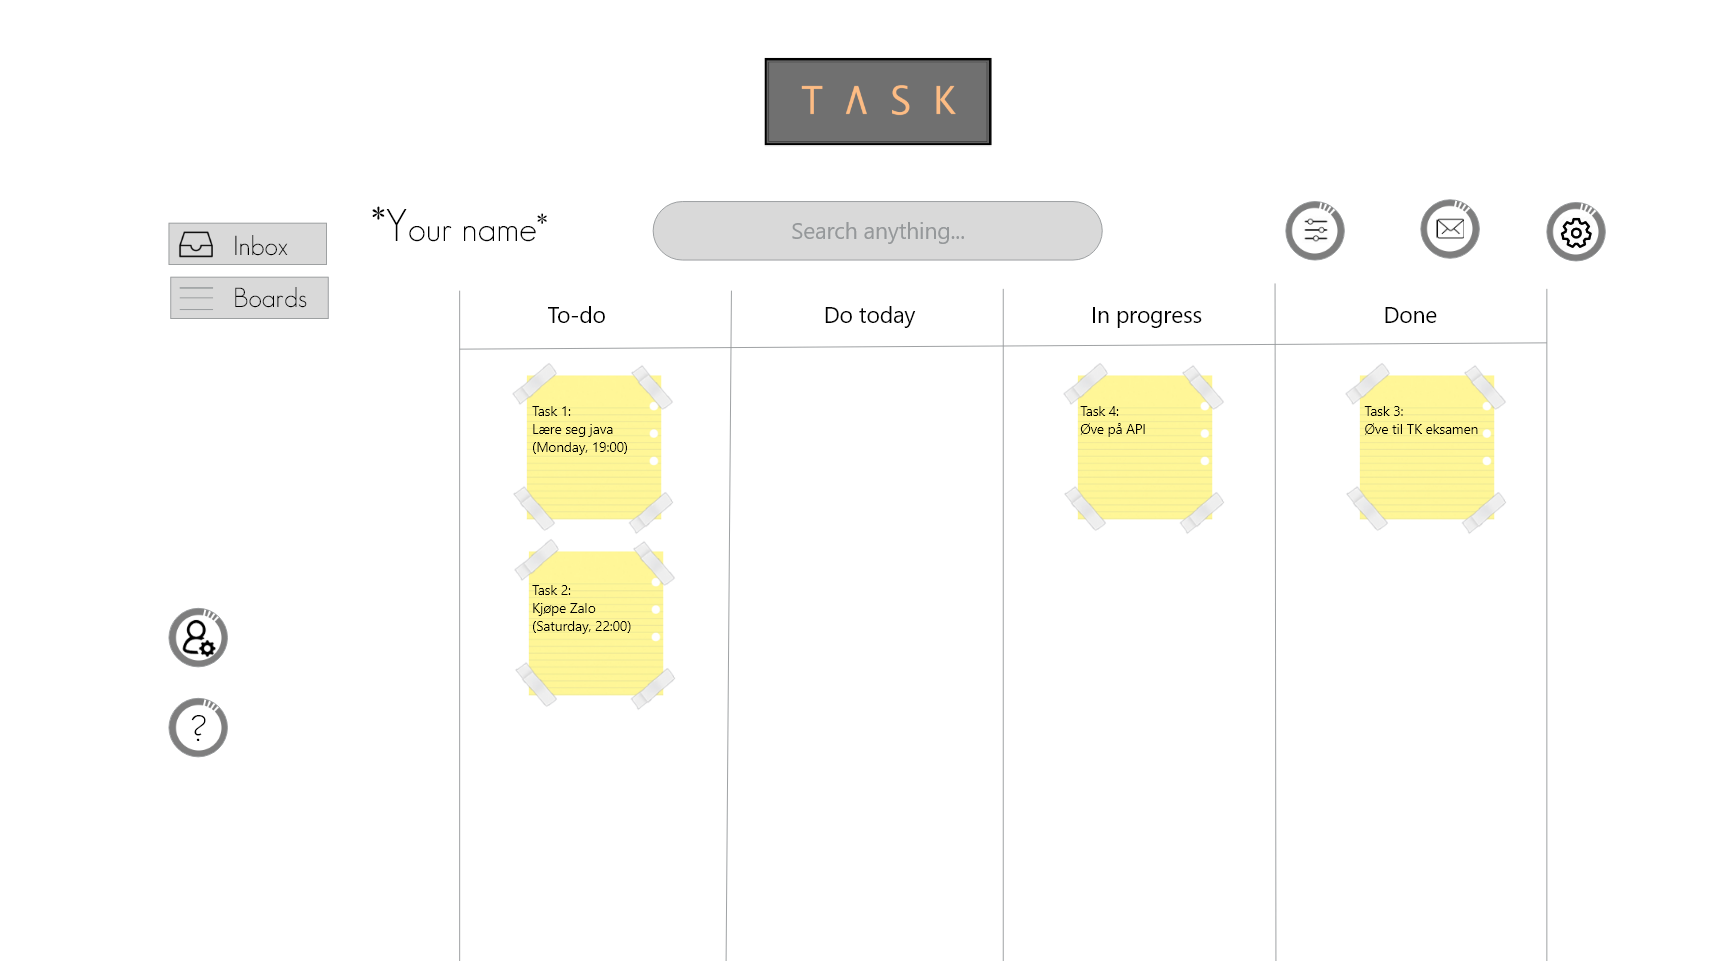 TASK
Inbox
Boards
*Your name*
Search anything...
To-do
Do today
In progress
Done
Task 1:
Lære seg java
(Monday, 19:00)
Task 2:
Kjøpe Zalo
(Saturday, 22:00)
Task 4:
Øve på API
Task 3:
Øve til TK eksamen
?